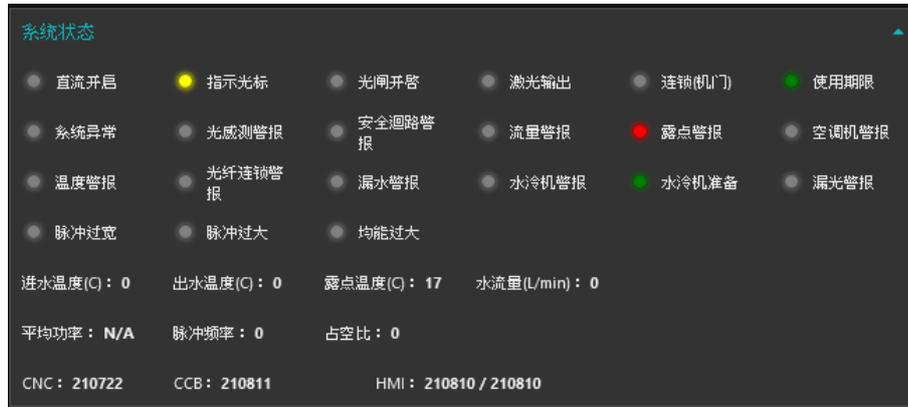 系统状态
直流开启 指示光标 光闸开启 激光输出 连锁(机门) 使用期限
系统异常 光感测警报 安全迴路警报 流量警报 露点警报 空调机警报
温度警报 光纤连锁警报 漏水警报 水冷机警报 水冷机准备 漏光警报
脉冲过宽 脉冲过大 均能过大
进水温度(C)：0 出水温度(C)：0 露点温度(C)：17 水流量(L/min)：0
平均功率：N/A 脉冲频率：0 占空比：0
CNC：210722 CCB：210811 HMI：210810 / 210810